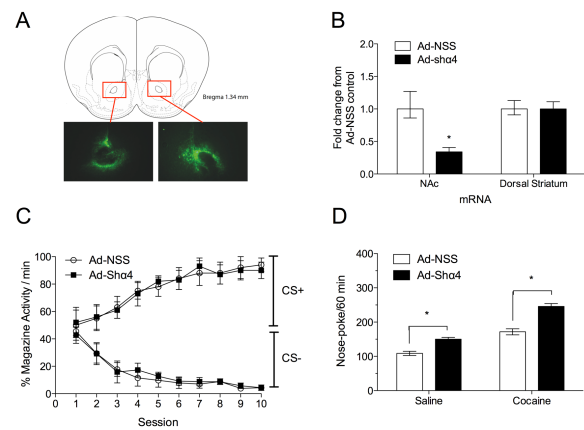 A
Bregma 1.34 mm
B
Ad-NSS
Ad-shα4
Fold change from
Ad-NSS control
2.0
1.5
1.0
0.5
0.0
*
NAc
Dorsal Striatum
mRNA
C
Ad-NSS
Ad-Shα4
% Magazine Activity / min
100
80
60
40
20
0
0 1 2 3 4 5 6 7 8 9 10
Session
CS+
CS-
D
Ad-NSS
Ad-Shα4
Nose-poke/60 min
400
300
200
100
0
*
*
Saline
Cocaine